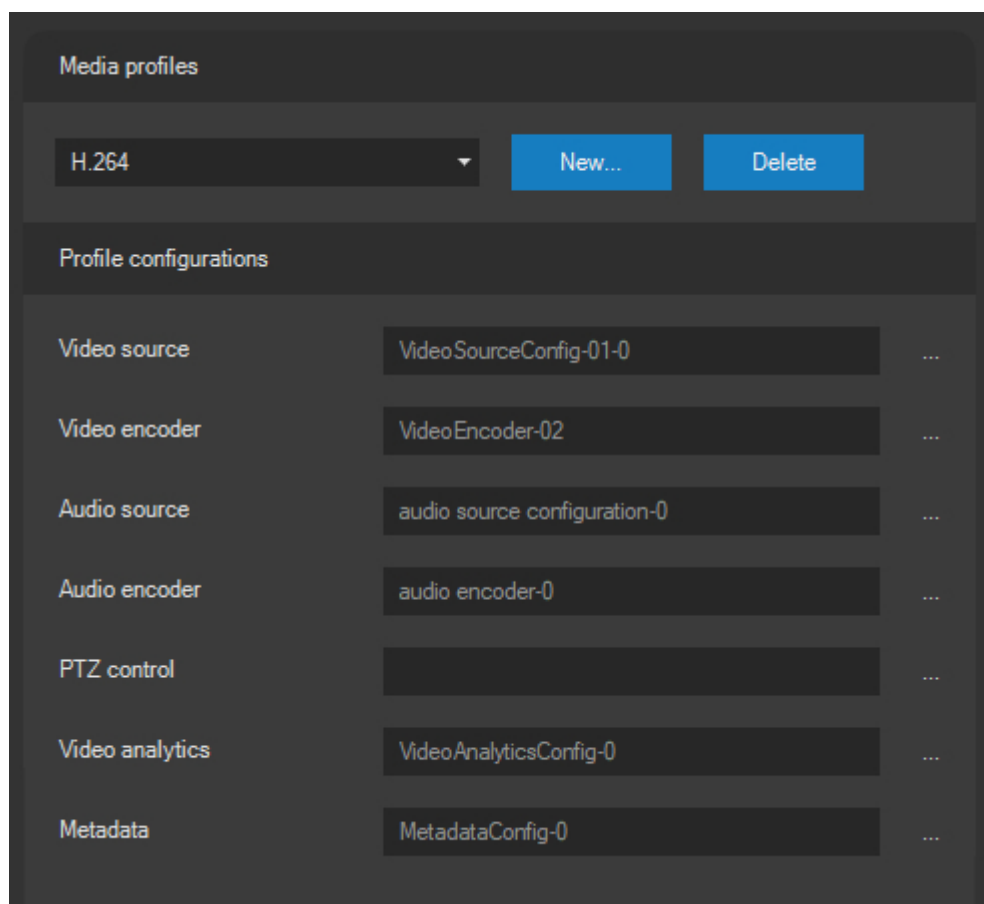 Media profiles
H.264 New... Delete
Profile configurations
Video source VideoSourceConfig-01-0 ...
Video encoder VideoEncoder-02 ...
Audio source audio source configuration-0 ...
Audio encoder audio encoder-0 ...
PTZ control ...
Video analytics VideoAnalyticsConfig-0 ...
Metadata MetadataConfig-0 ...